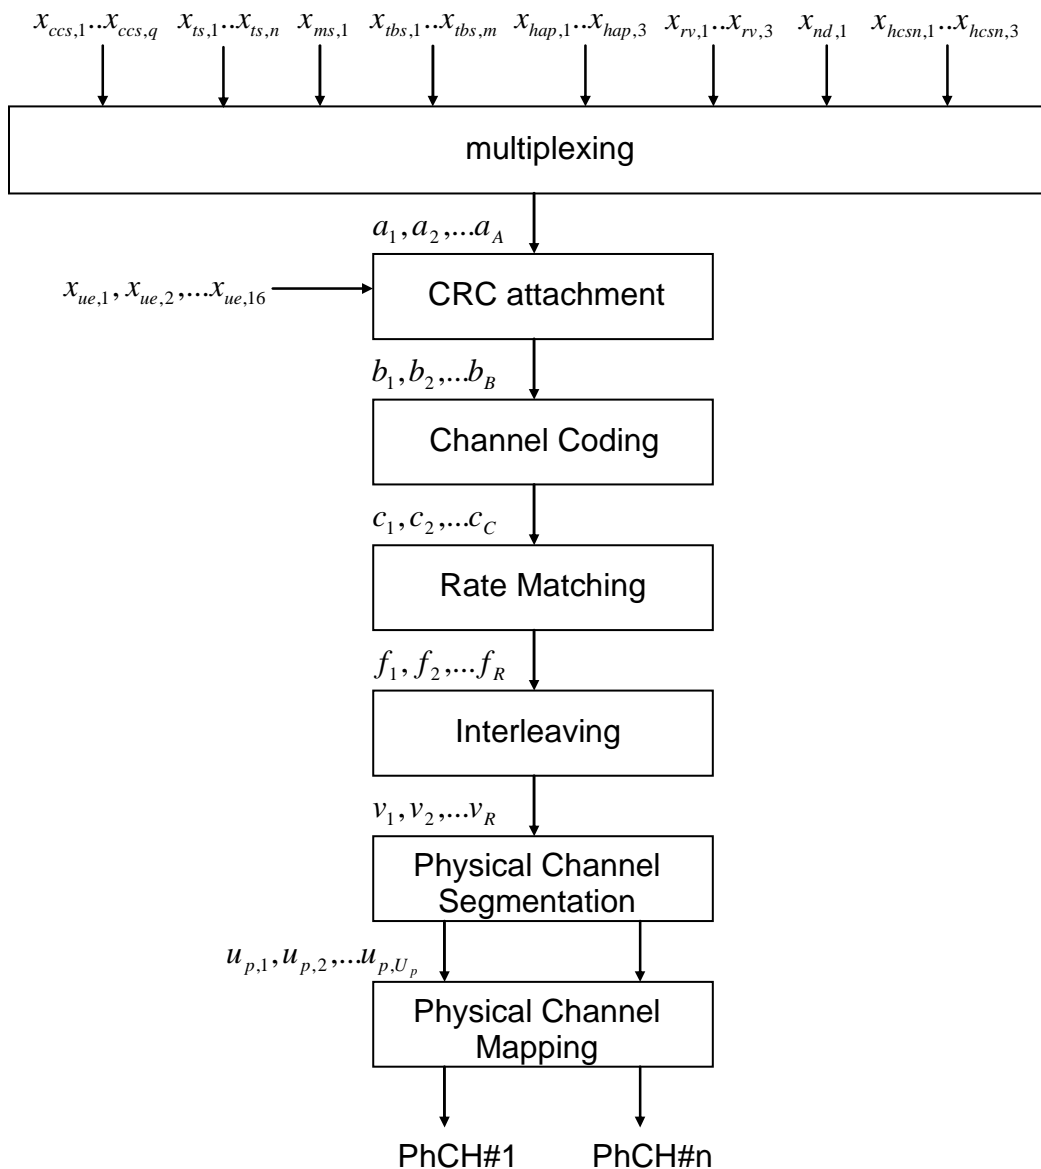 x_{ccs,1}..x_{ccs,q} x_{ts,1}..x_{ts,n} x_{ms,1} x_{tbs,1}..x_{tbs,m} x_{hap,1}..x_{hap,3} x_{rv,1}..x_{rv,3} x_{nd,1} x_{hcsn,1}..x_{hcsn,3}
multiplexing
a_1, a_2,...a_A
x_{ue,1}, x_{ue,2},...x_{ue,16}
CRC attachment
b_1, b_2,...b_B
Channel Coding
c_1, c_2,...c_C
Rate Matching
f_1, f_2,...f_R
Interleaving
v_1, v_2,...v_R
Physical Channel
Segmentation
u_{p,1}, u_{p,2},...u_{p,U_p}
Physical Channel
Mapping
PhCH#1 PhCH#n